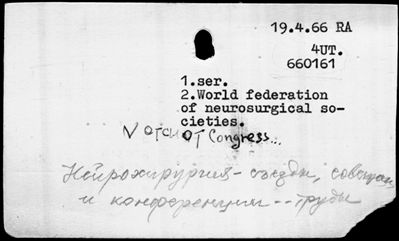 19.4.66 RA
4UT.
660161
1.ser.
2.World federation
of neurosurgical so-
cieties.
от Congress...
Нейрохирургия - съезды, совещан
и конференции -- труды